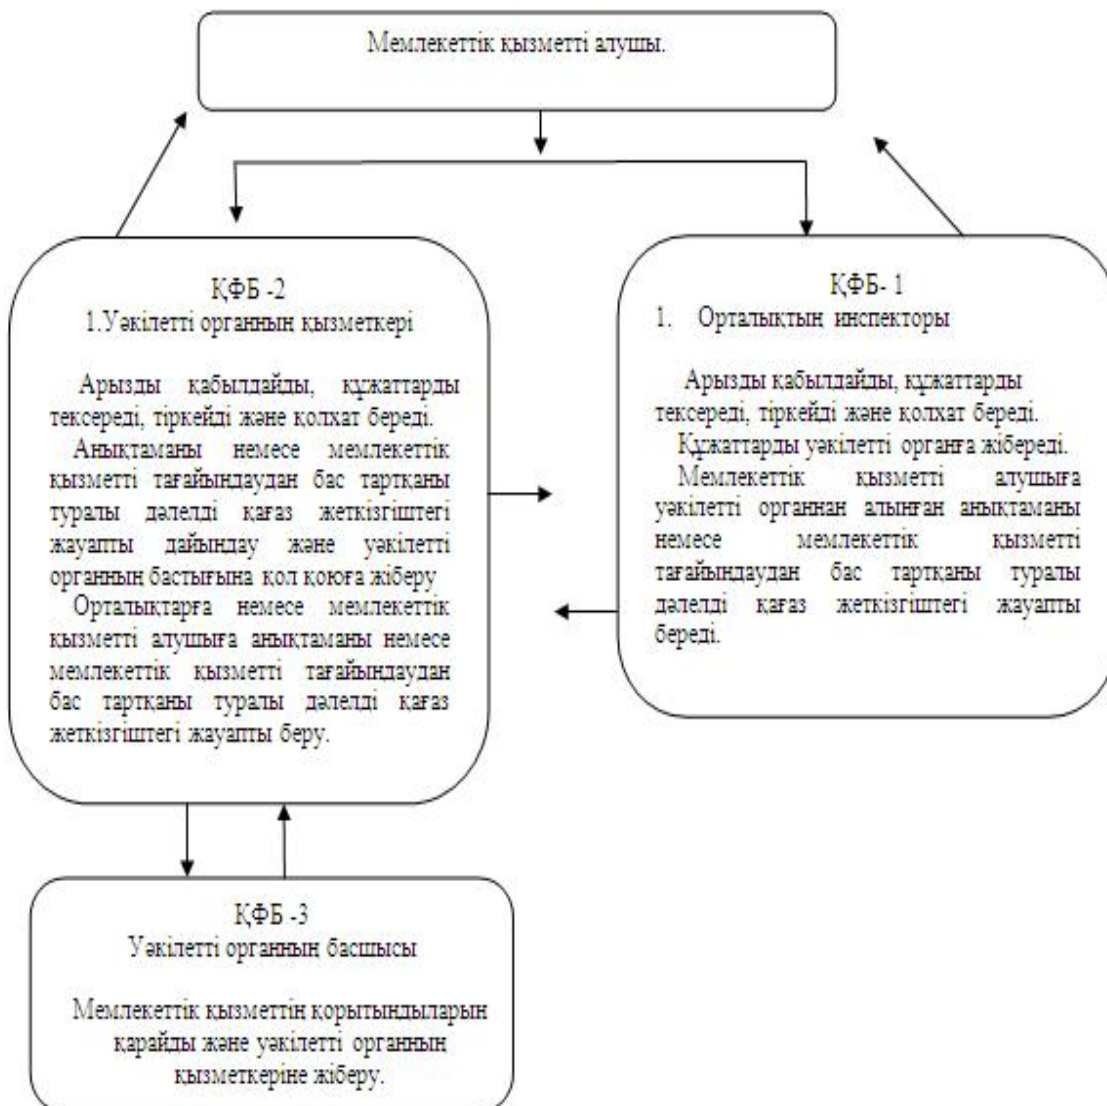 Мемлекеттік қызметті алушы.
ҚФБ -2
1.Уәкілетті органның қызметкері
Арызды қабылдайды, құжаттарды
тексереді, тіркейді және қолхат береді.
Анықтаманы немесе мемлекеттік
қызметті тағайындаудан бас тартқаны
туралы дәлелді қағаз жеткізгіштегі
жауапты дайындау және уәкілетті
органның бастығына қол қоюға жіберу
Орталықтарға немесе мемлекеттік
қызметті алушыға анықтаманы немесе
мемлекеттік қызметті тағайындаудан
бас тартқаны туралы дәлелді қағаз
жеткізгіштегі жауапты беру.
ҚФБ- 1
1. Орталықтың инспекторы
Арызды қабылдайды, құжаттарды
тексереді, тіркейді және қолхат береді.
Құжаттарды уәкілетті органға жібереді.
Мемлекеттік қызметті алушыға
уәкілетті органнан алынған анықтаманы
немесе мемлекеттік қызметті
тағайындаудан бас тартқаны туралы
дәлелді қағаз жеткізгіштегі жауапты
береді.
ҚФБ -3
Уәкілетті органның басшысы
Мемлекеттік қызметтің қорытындыларын
қарайды және уәкілетті органның
қызметкеріне жіберу.